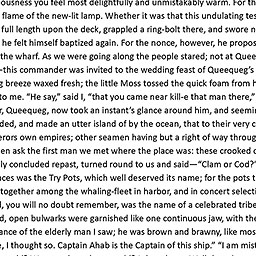 ousness you feel most delightfully and unmistakably warm. For th
flame of the new-lit lamp. Whether it was that this undulating tes
full length upon the deck, grappled a ring-bolt there, and swore n
he felt himself baptized again. For the nonce, however, he propos
the wharf. As we were going along the people stared; not at Quee
—this commander was invited to the wedding feast of Queequeg's
g breeze waxed fresh; the little Moss tossed the quick foam from h
to me. “He say,” said I, “that you came near kill-e that man there,”
r, Queequeg, now took an instant's glance around him, and seemi
ded, and made an utter island of by the ocean, that to their very c
erors own empires; other seamen having but a right of way throug
en ask the first man we met where the place was: these crooked c
ly concluded repast, turned round to us and said—“Clam or Cod?”
nces was the Try Pots, which well deserved its name; for the pots t
together among the whaling-fleet in harbor, and in concert selecti
d, you will no doubt remember, was the name of a celebrated tribe
d, open bulwarks were garnished like one continuous jaw, with the
ance of the elderly man I saw; he was brown and brawny, like mos
e, I thought so. Captain Ahab is the Captain of this ship.” “I am mist